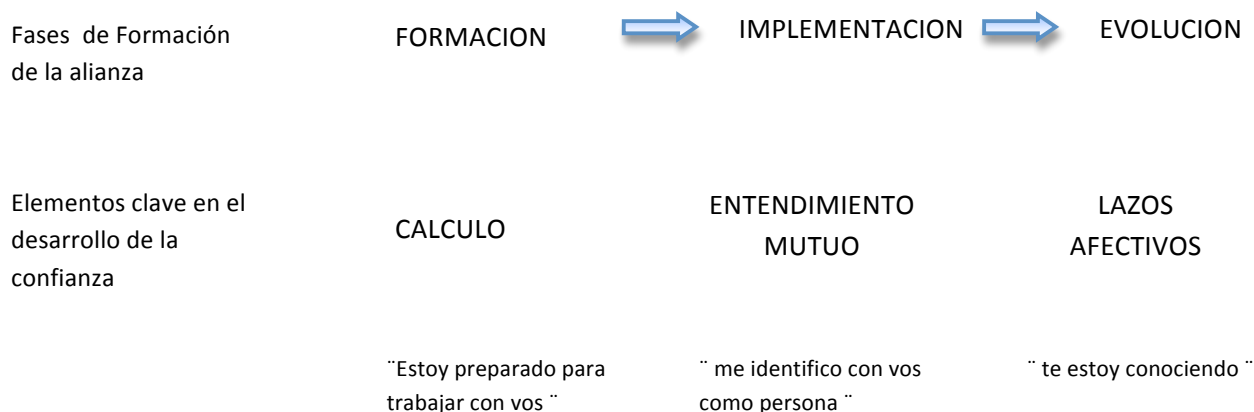 Fases  de Formación
de la alianza
FORMACION
IMPLEMENTACION
EVOLUCION
Elementos clave en el
desarrollo de la
confianza
CALCULO
ENTENDIMIENTO
MUTUO
LAZOS
AFECTIVOS
¨Estoy preparado para
trabajar con vos ¨
¨ me identifico con vos
como persona ¨
¨ te estoy conociendo ¨